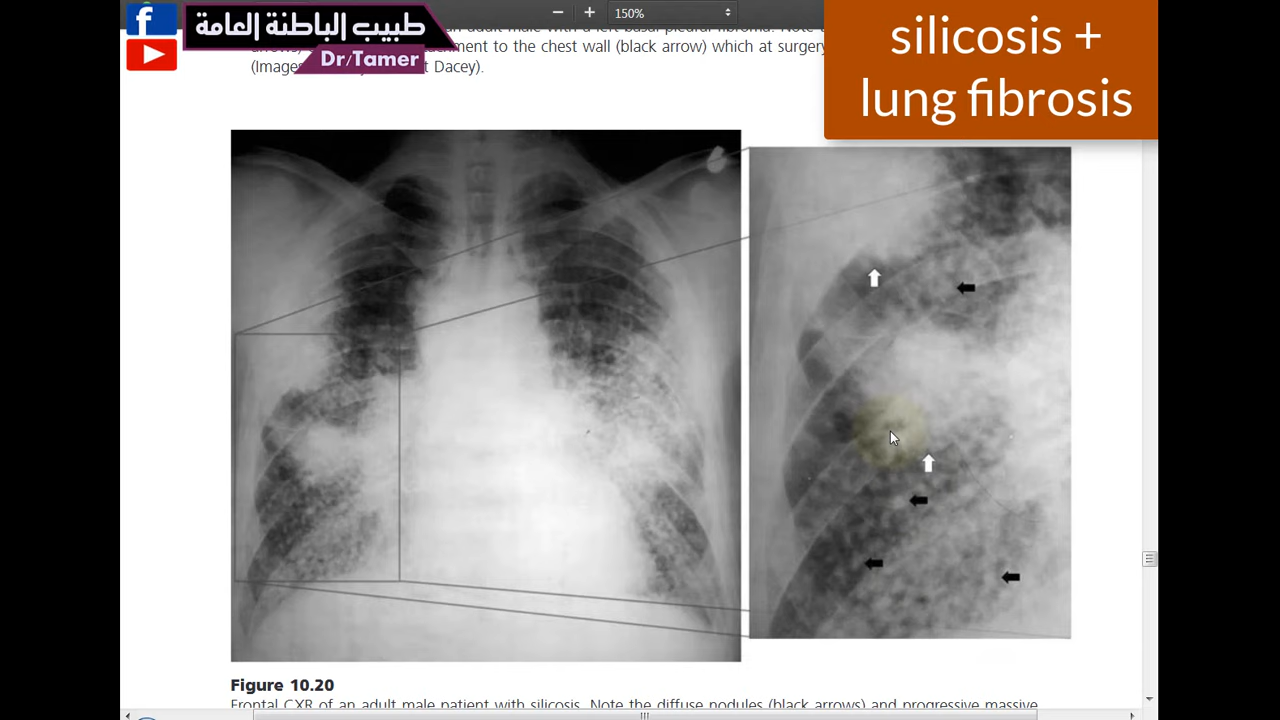 150%
f
طبيب الباطنة العامة
Dr/Tamer
silicosis +
lung fibrosis
an adult male with a left basal pleural fibroma. Note
chment to the chest wall (black arrow) which at surgery
(Images
t Dacey).
Figure 10.20
Frontal CXR of an adult male patient with silicosis. Note the diffuse nodules (black arrows) and progressive massive